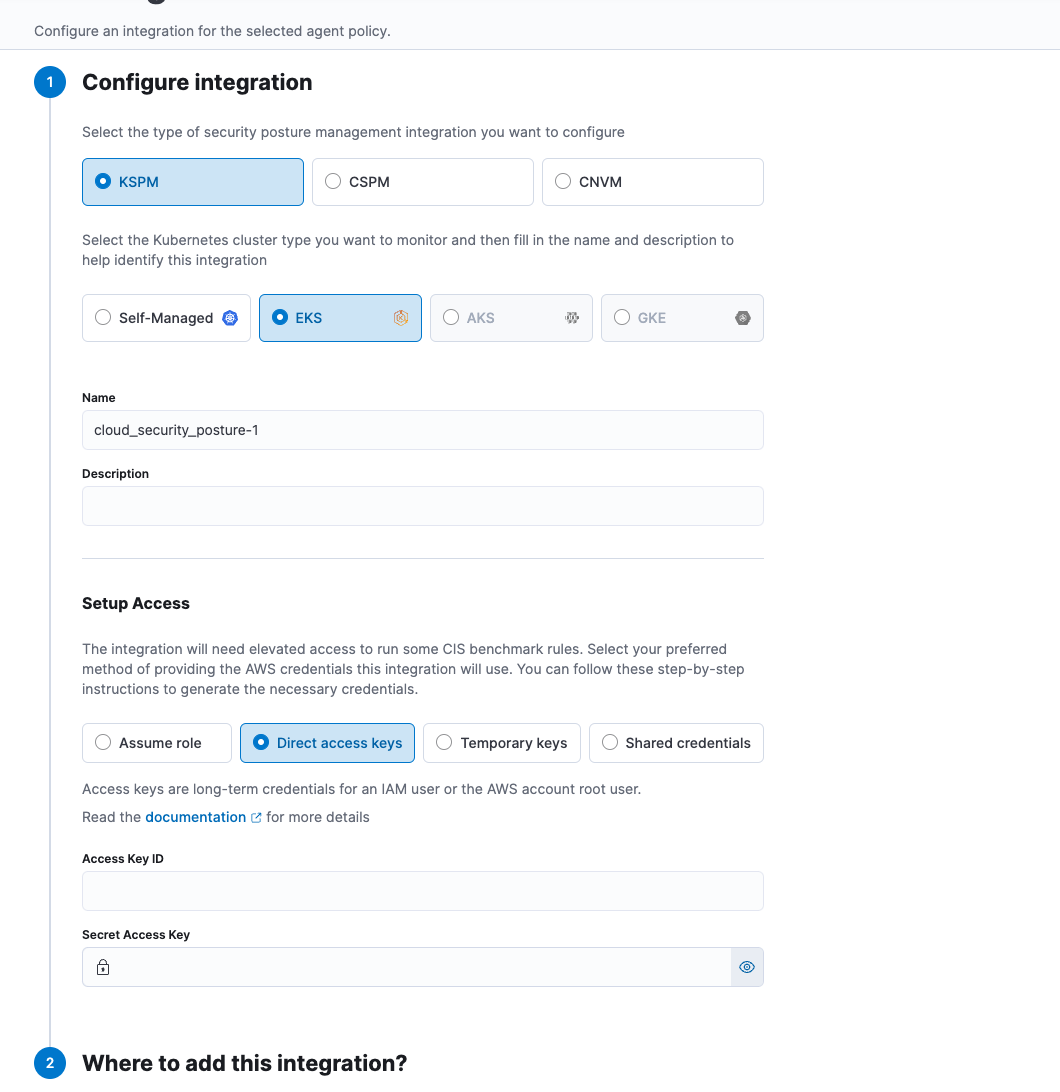 Configure an integration for the selected agent policy.
1
Configure integration
Select the type of security posture management integration you want to configure
KSPM
CSPM
CNVM
Select the Kubernetes cluster type you want to monitor and then fill in the name and description to
help identify this integration
Self-Managed
EKS
AKS
GKE
Name
cloud_security_posture-1
Description
Setup Access
The integration will need elevated access to run some CIS benchmark rules. Select your preferred
method of providing the AWS credentials this integration will use. You can follow these step-by-step
instructions to generate the necessary credentials.
Assume role
Direct access keys
Temporary keys
Shared credentials
Access keys are long-term credentials for an IAM user or the AWS account root user.
Read the documentation for more details
Access Key ID
Secret Access Key
2
Where to add this integration?